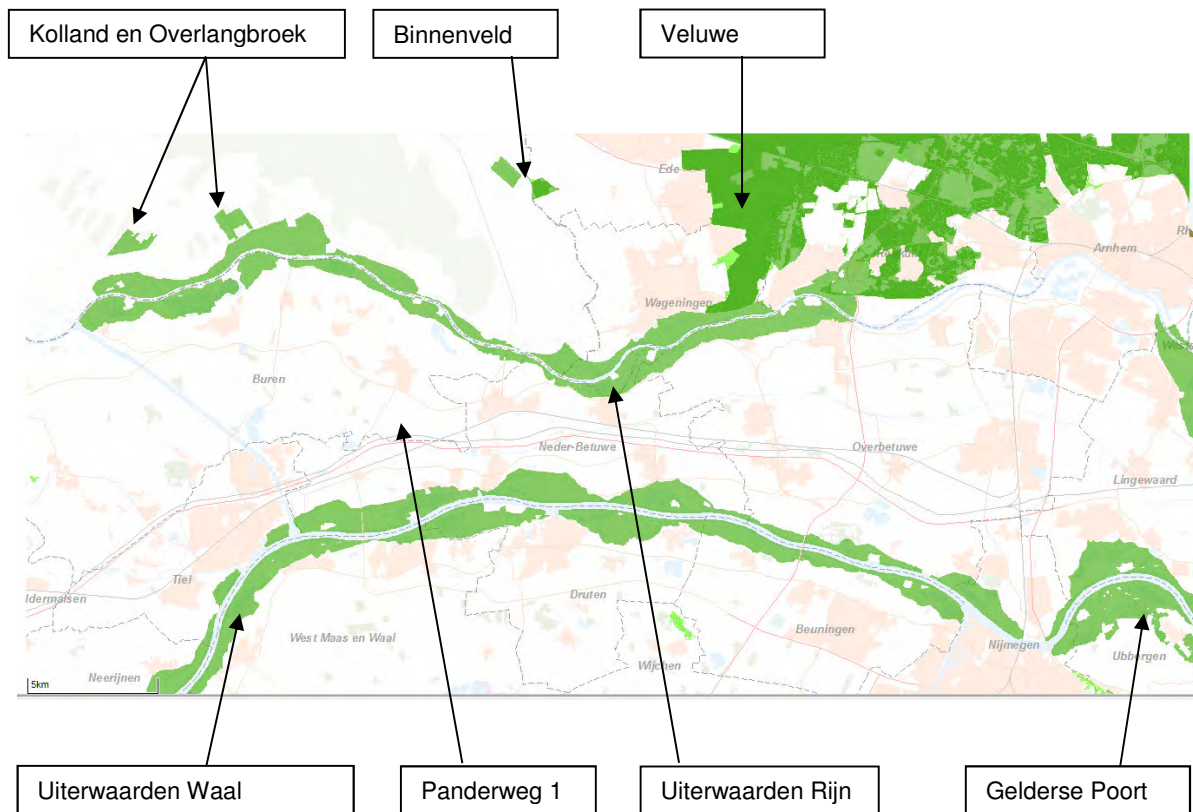 Kolland en Overlangbroek
Binnenveld
Veluwe
Ede
Arnhem
Wageningen
Buren
Neder-Betuwe
Overbetuwe
Lingewaard
Tiel
ldermalsen
Druten
West Maas en Waal
Beuningen
Nijmegen
Ubbergen
Wijchen
Neerijnen
5km
Uiterwaarden Waal
Panderweg 1
Uiterwaarden Rijn
Gelderse Poort